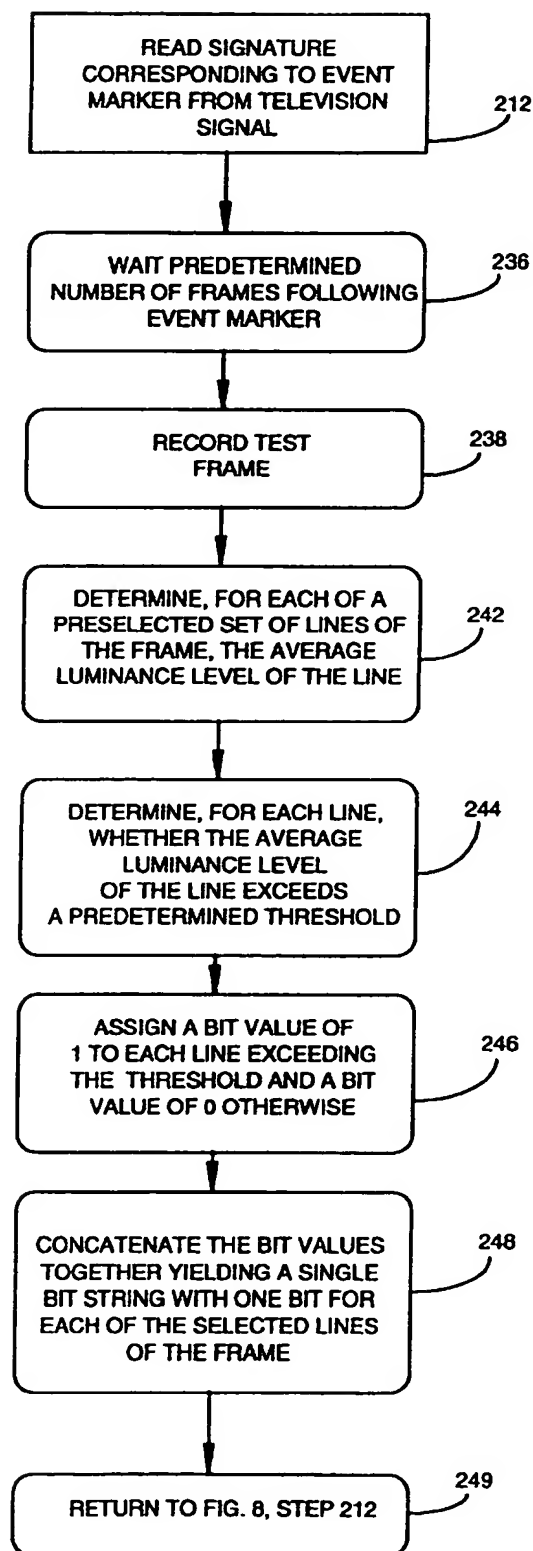 READ SIGNATURE
CORRESPONDING TO EVENT
MARKER FROM TELEVISION
SIGNAL
212
WAIT PREDETERMINED
NUMBER OF FRAMES FOLLOWING
EVENT MARKER
236
RECORD TEST
FRAME
238
DETERMINE, FOR EACH OF A
PRESELECTED SET OF LINES OF
THE FRAME, THE AVERAGE
LUMINANCE LEVEL OF THE LINE
242
DETERMINE, FOR EACH LINE,
WHETHER THE AVERAGE
LUMINANCE LEVEL
OF THE LINE EXCEEDS
A PREDETERMINED THRESHOLD
244
ASSIGN A BIT VALUE OF
1 TO EACH LINE EXCEEDING
THE THRESHOLD AND A BIT
VALUE OF 0 OTHERWISE
246
CONCATENATE THE BIT VALUES
TOGETHER YIELDING A SINGLE
BIT STRING WITH ONE BIT FOR
EACH OF THE SELECTED LINES
OF THE FRAME
248
RETURN TO FIG. 8, STEP 212
249